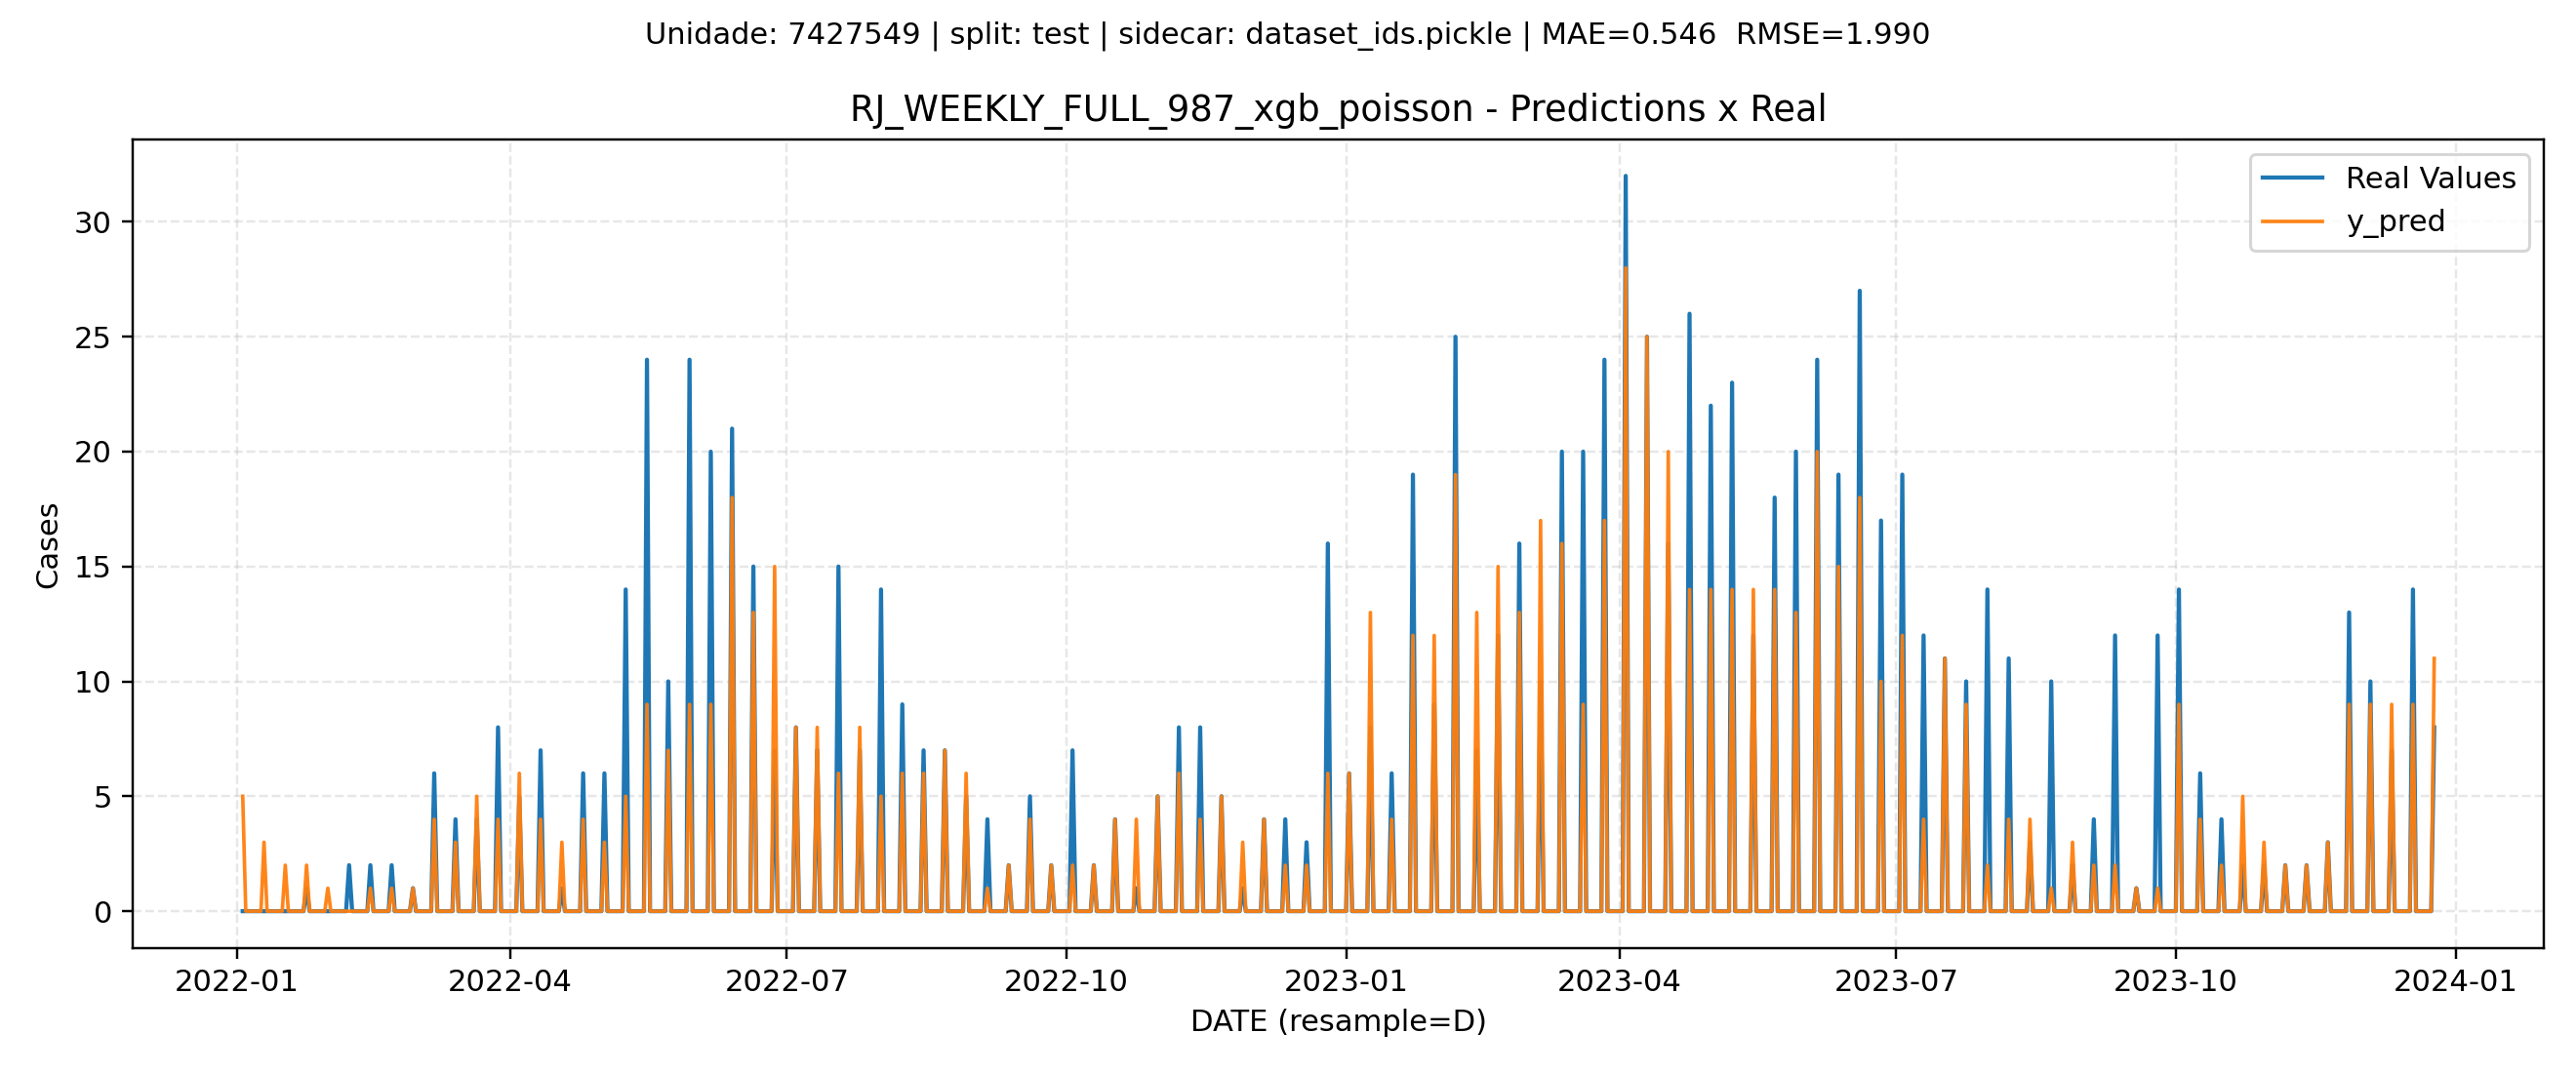 Unidade: 7427549 | split: test | sidecar: dataset_ids.pickle | MAE=0.546  RMSE=1.990
RJ_WEEKLY_FULL_987_xgb_poisson - Predictions x Real
Real Values
y_pred
Cases
30
25
20
15
10
5
0
2022-01
2022-04
2022-07
2022-10
2023-01
2023-04
2023-07
2023-10
2024-01
DATE (resample=D)